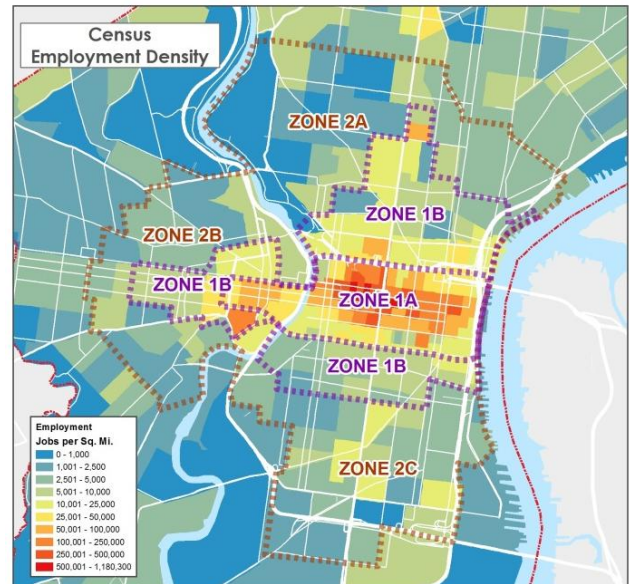 Census
Employment Density
ZONE 2A
ZONE 1B
ZONE 2B
ZONE 1B
ZONE 1A
ZONE 1B
ZONE 2C
Employment
Jobs per Sq. Mi.
0 - 1,000
1,001 - 2,500
2,501 - 5,000
5,001 - 10,000
10,001 - 25,000
25,001 - 50,000
50,001 - 100,000
100,001 - 250,000
250,001 - 500,000
500,001 - 1,180,300